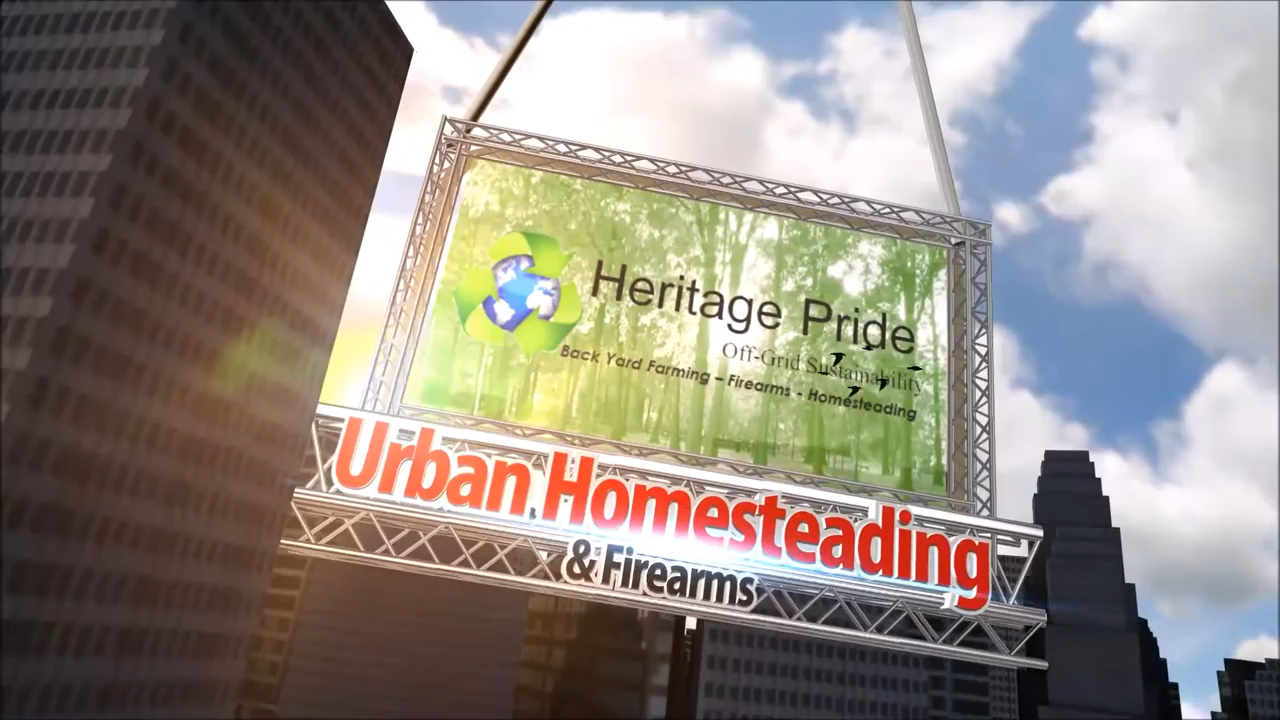 Heritage Pride
Off-Grid Sustainability
Back Yard Farming – Firearms - Homesteading
Urban Homesteading
& Firearms